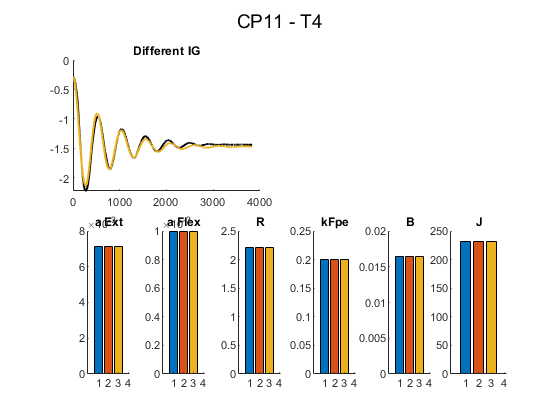 CP11 - T4
Different IG
0
-0.5
-1
-1.5
-2
0 1000 2000 3000 4000
a Ext a Flex R kFpe B J
8 1 2.5 0.25 0.02 250
6 0.8 2 0.2 0.015 200
4 0.6 1.5 0.15 0.01 150
2 0.4 1 0.1 0.005 100
0 0.2 0.5 0.05 0 50
0 0 0 0
1 2 3 4 1 2 3 4 1 2 3 4 1 2 3 4 1 2 3 4 1 2 3 4